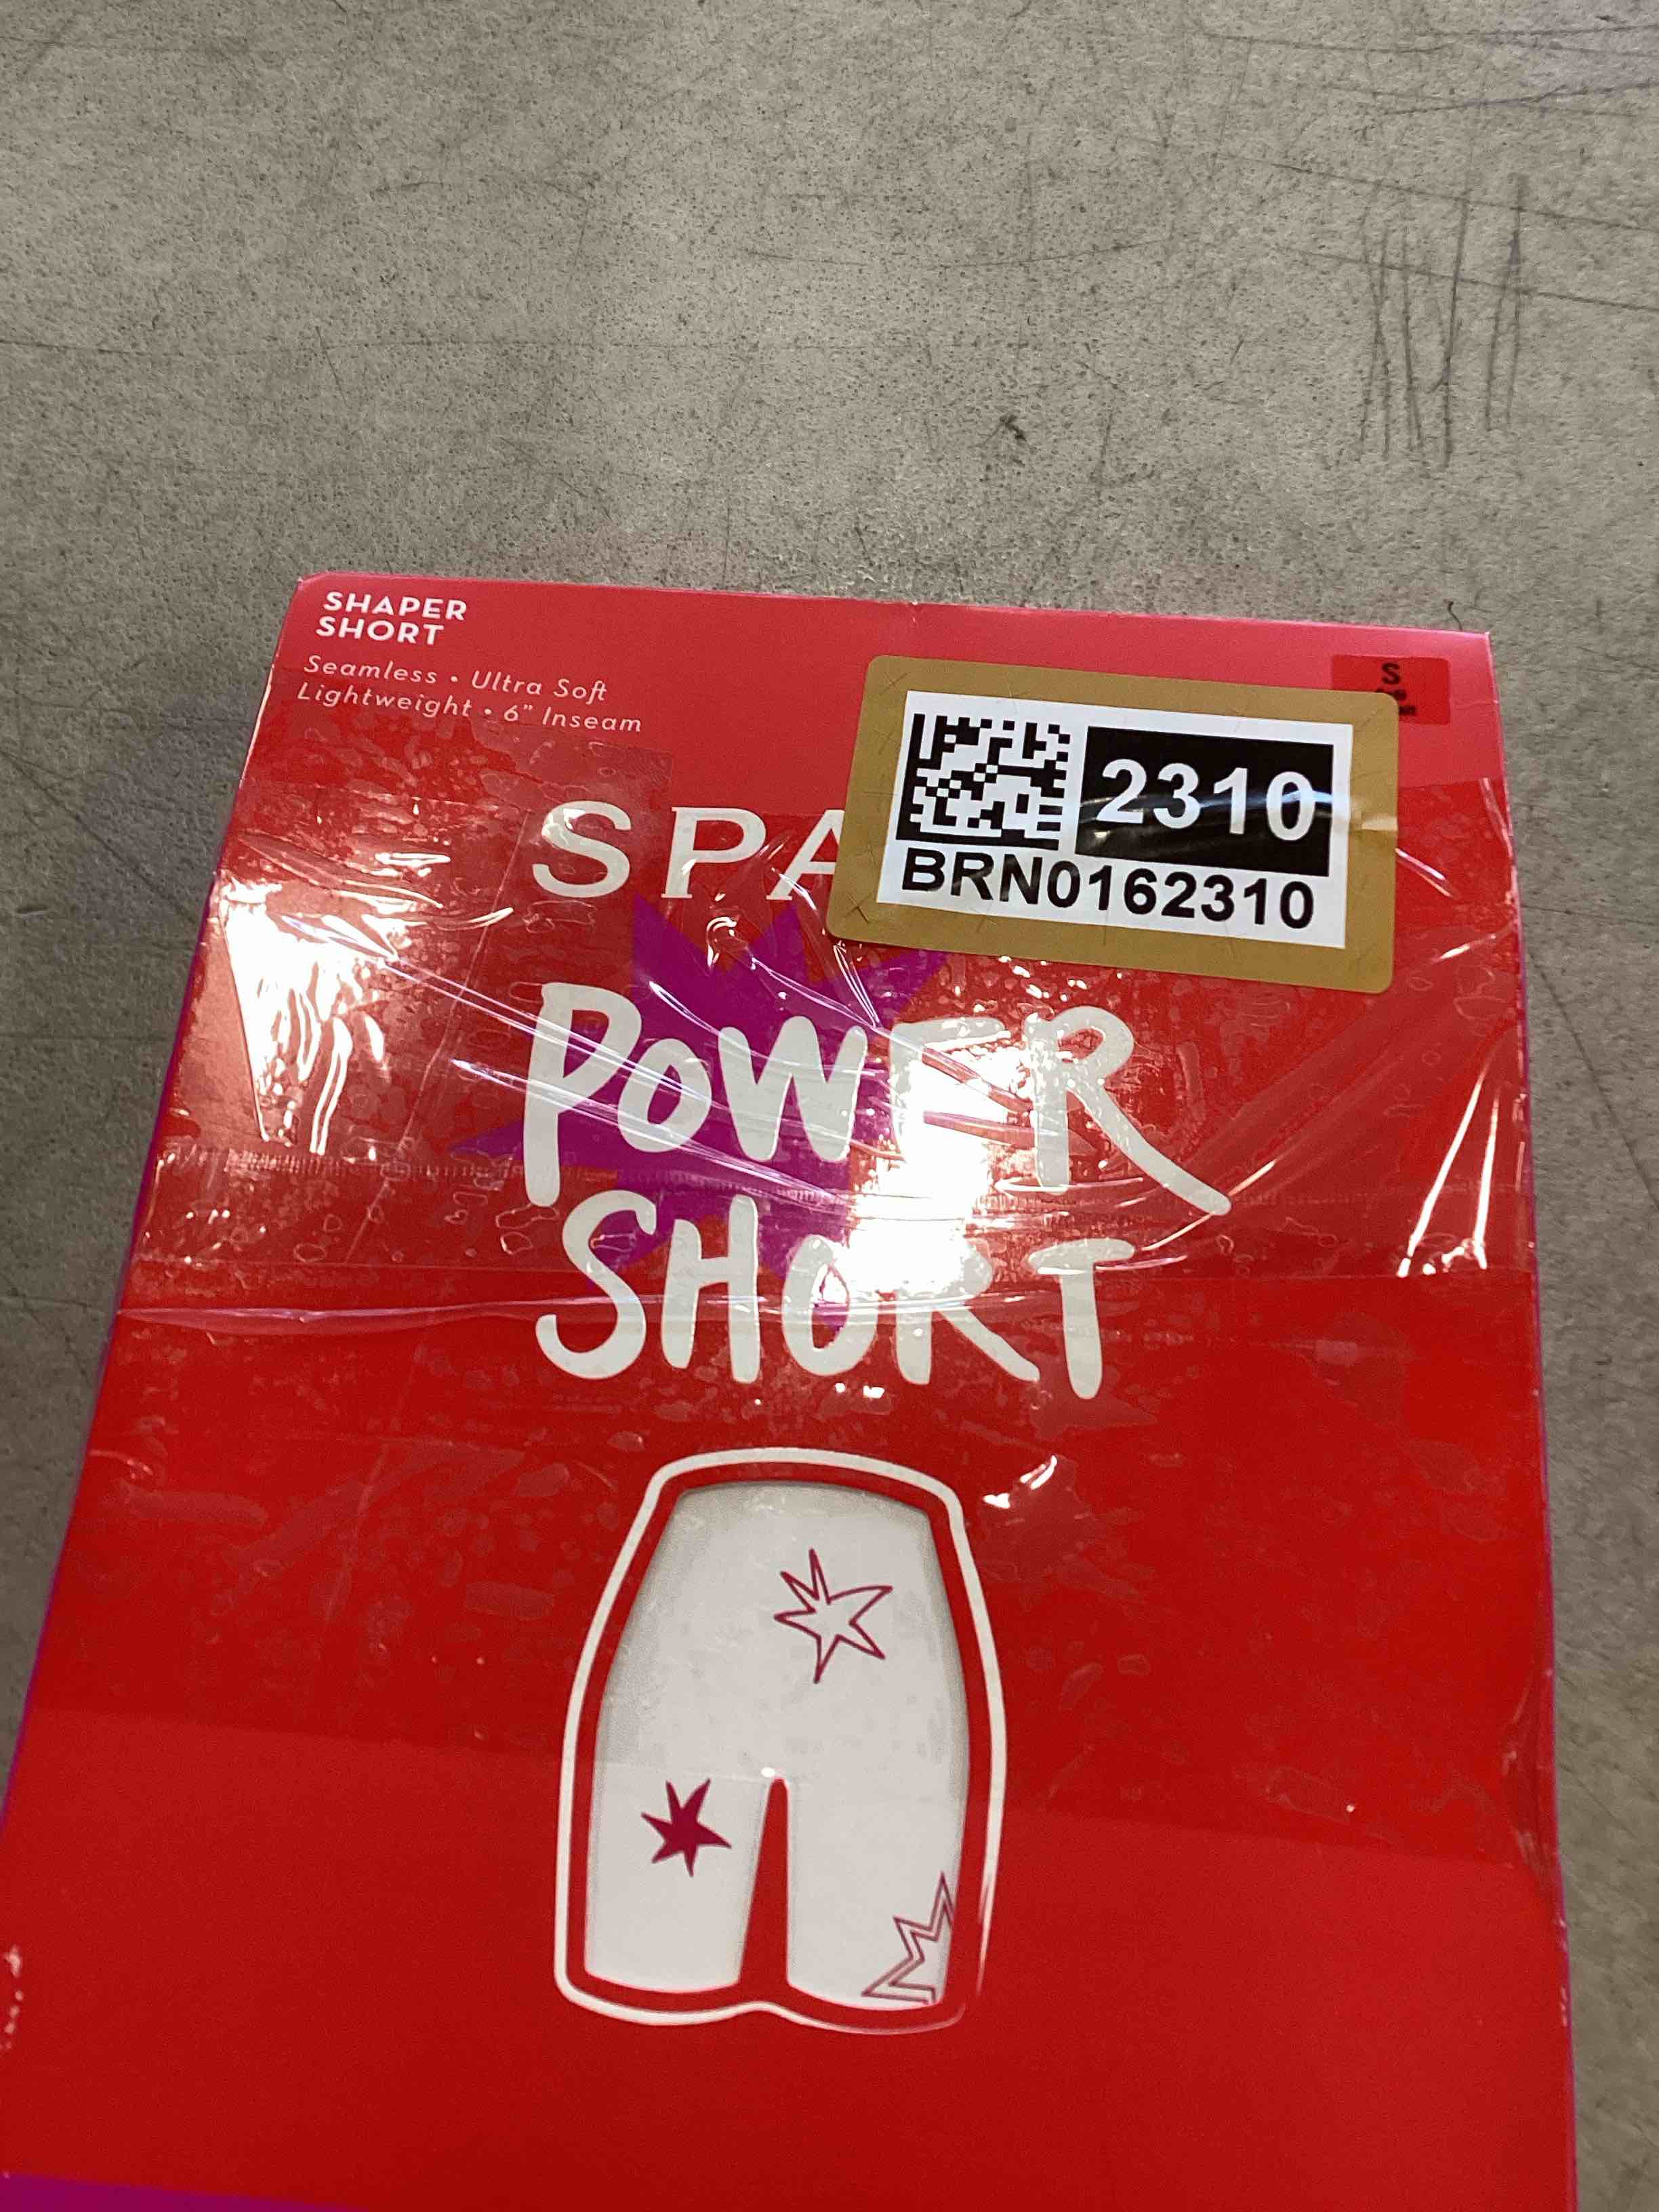 SHAPER
SHORT
Seamless • Ultra Soft
Lightweight • 6" Inseam
S
2310
BRN0162310
SPA
POWER
SHORT